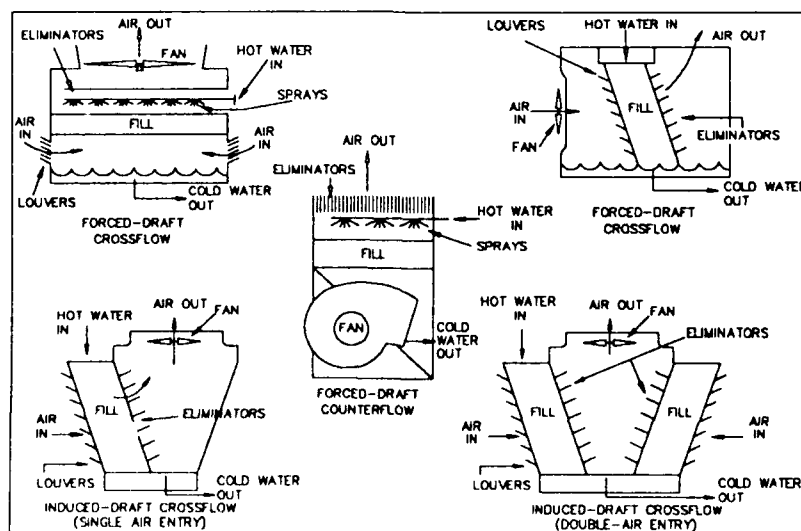 AIR OUT
ELIMINATORS
FAN
HOT WATER
IN
SPRAYS
FILL
AIR
IN
AIR
IN
LOUVERS
COLD WATER
OUT
FORCED-DRAFT
CROSSFLOW
HOT WATER IN
LOUVERS
AIR OUT
AIR
IN
FILL
FAN
ELIMINATORS
COLD WATER
OUT
FORCED-DRAFT
CROSSFLOW
AIR OUT
ELIMINATORS
HOT WATER
IN
SPRAYS
FILL
FAN
COLD
WATER
OUT
FORCED-DRAFT
COUNTERFLOW
HOT WATER
IN
AIR OUT
FAN
FILL
ELIMINATORS
AIR
IN
LOUVERS
COLD WATER
OUT
INDUCED-DRAFT CROSSFLOW
(SINGLE AIR ENTRY)
HOT WATER
IN
AIR OUT
FAN
ELIMINATORS
FILL
FILL
AIR
IN
AIR
IN
LOUVERS
COLD WATER
OUT
INDUCED-DRAFT CROSSFLOW
(DOUBLE-AIR ENTRY)